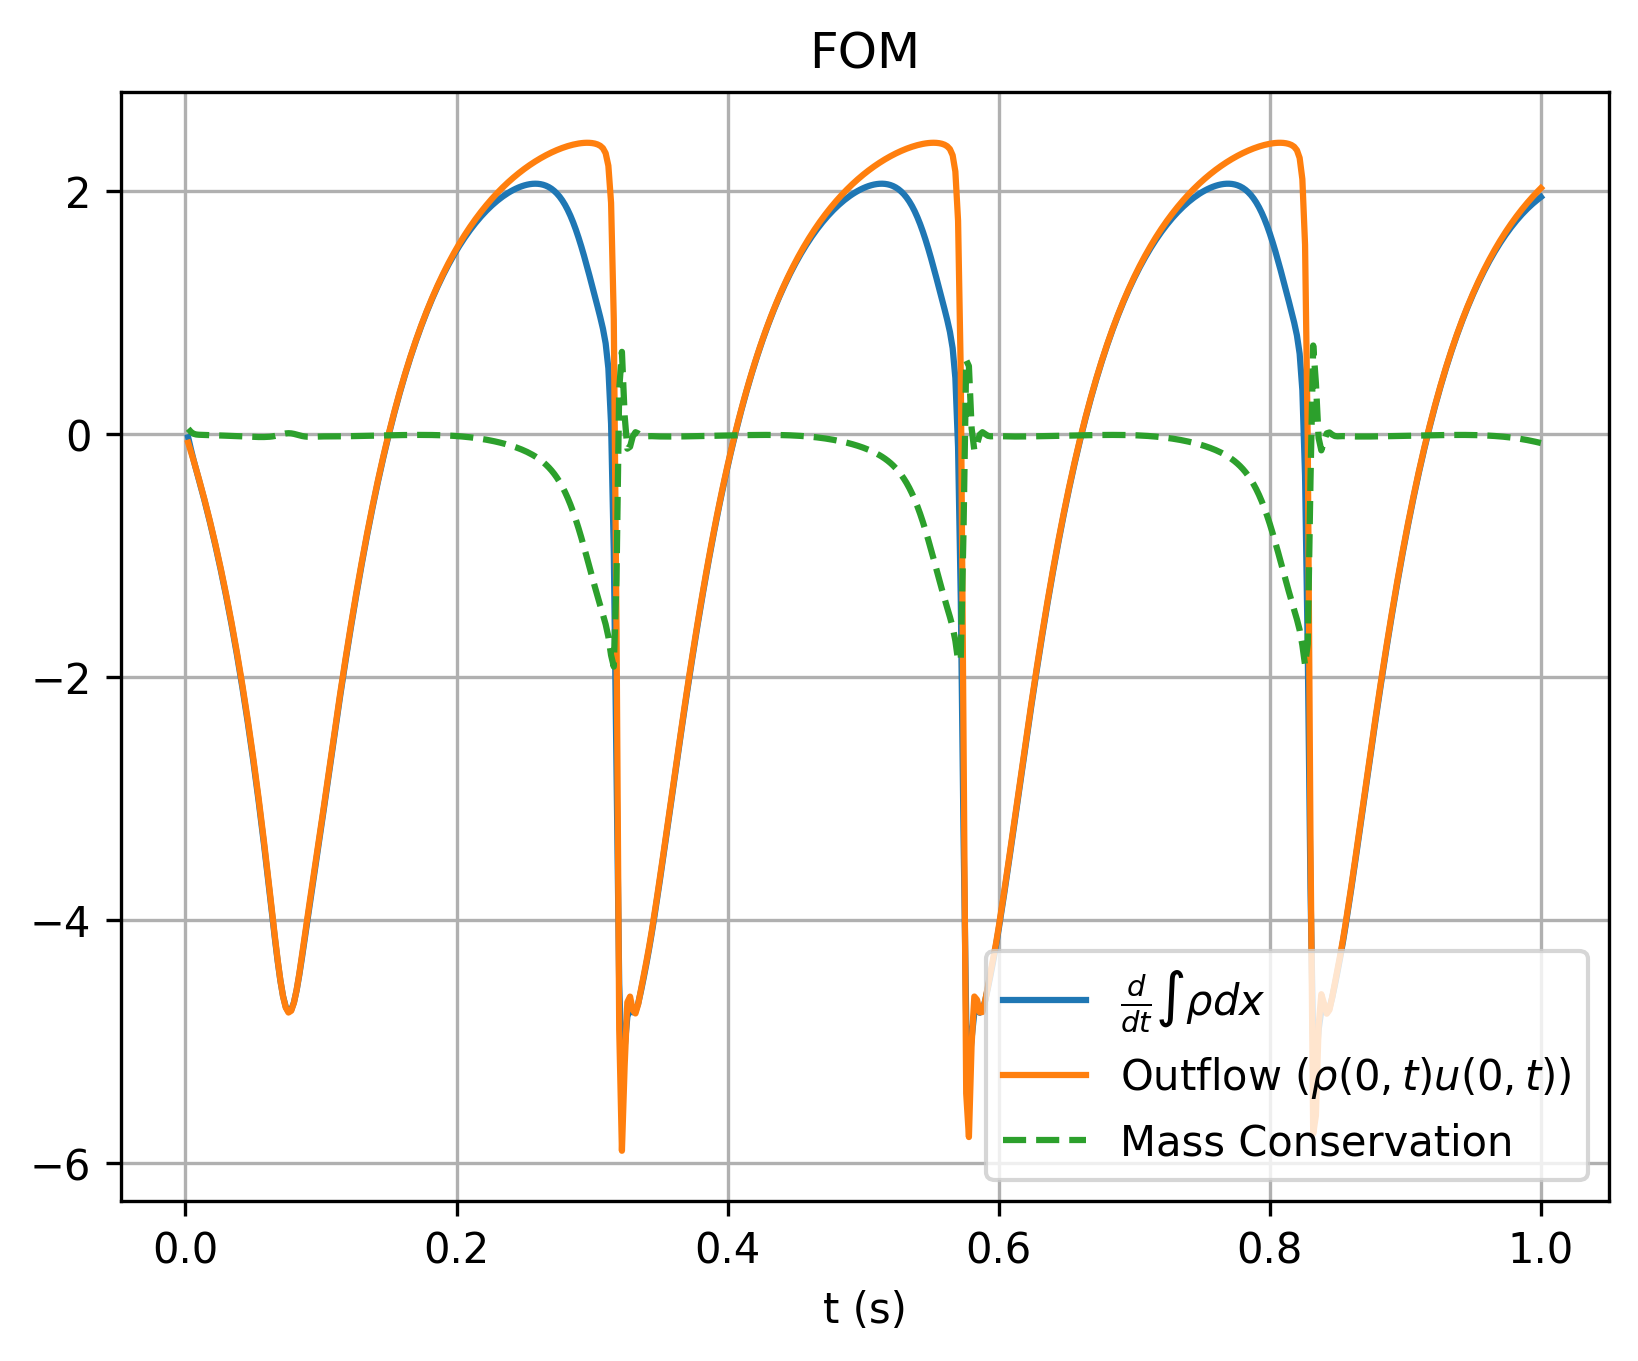 FOM
2
0
−2
−4
−6
d/dt ∫ρdx
Outflow (ρ(0, t)u(0, t))
Mass Conservation
0.0 0.2 0.4 0.6 0.8 1.0
t (s)